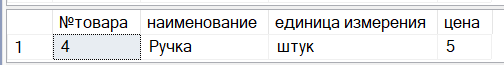 №товара наименование единица измерения цена
1 4 Ручка штук 5